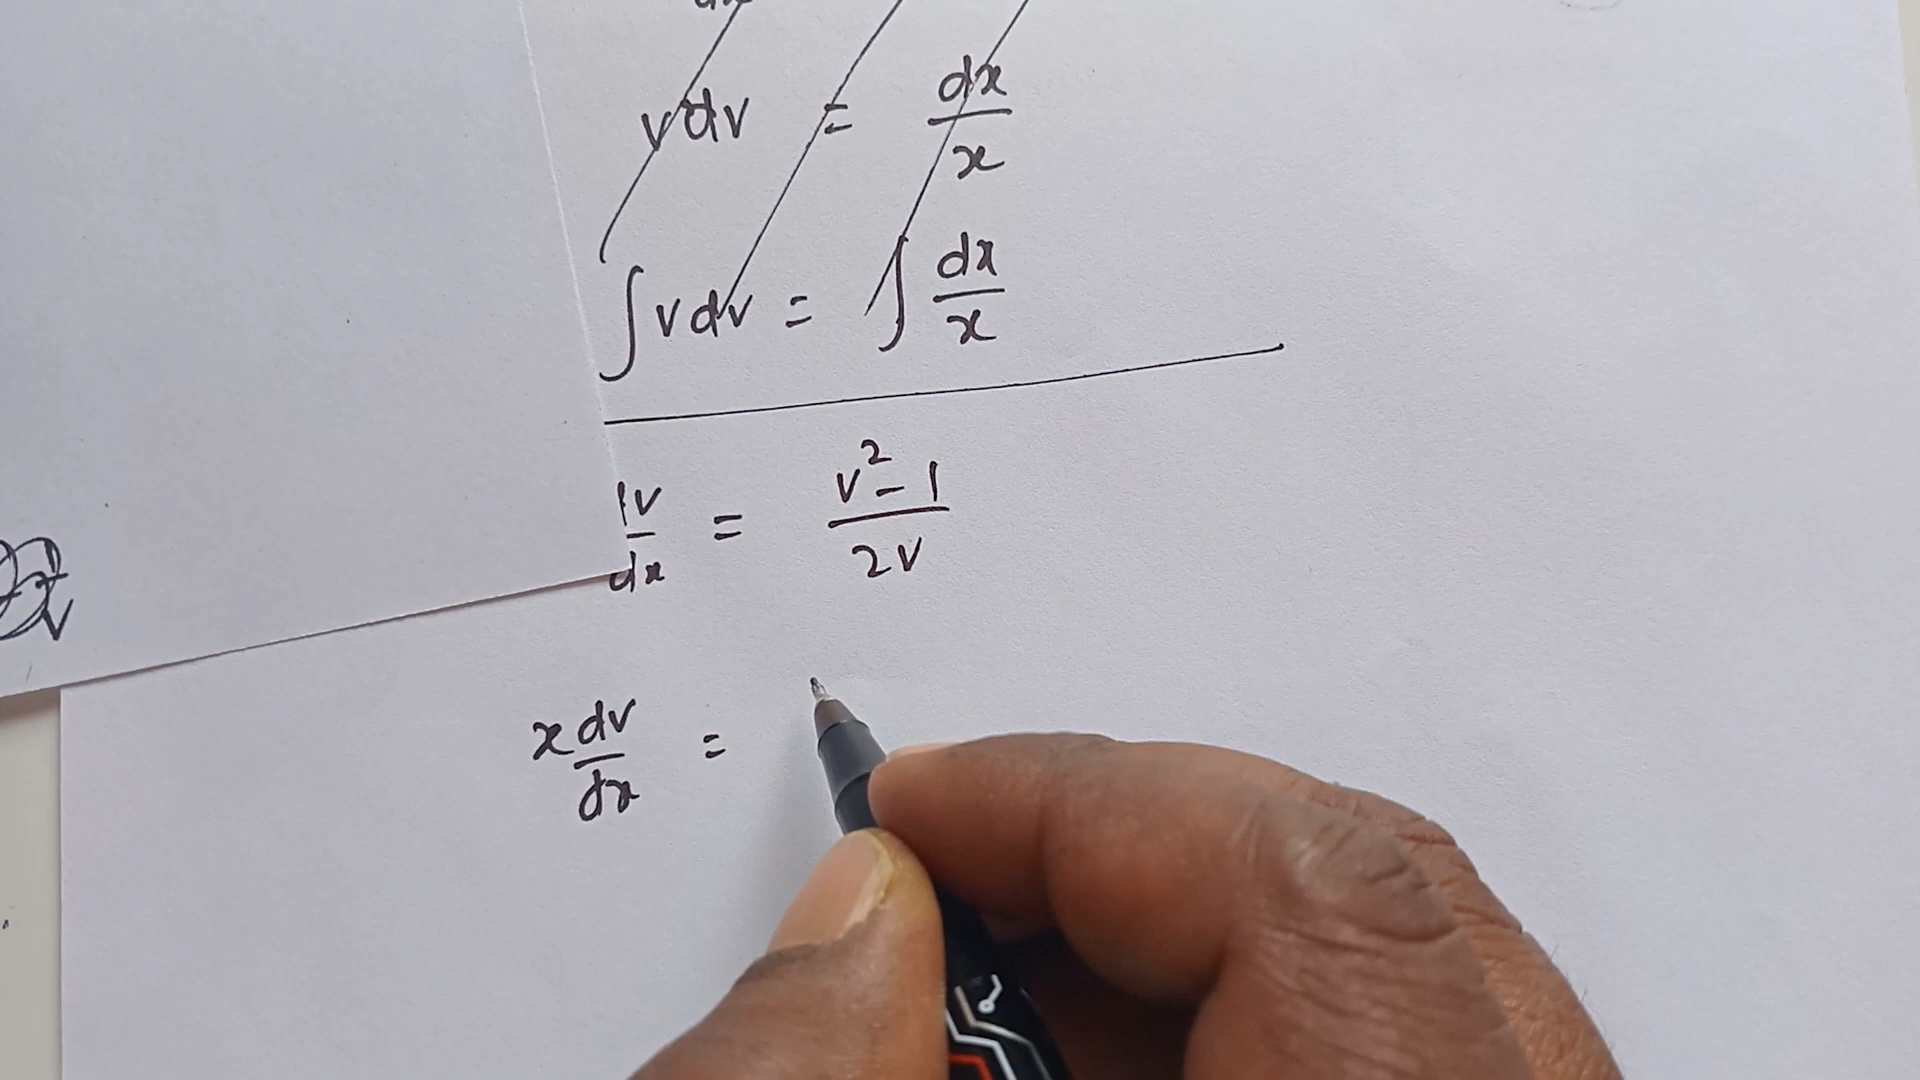 v dv = dx/x
∫ v dv = ∫ dx/x
dv/dx = v² - 1 / 2v
x dv/dx =